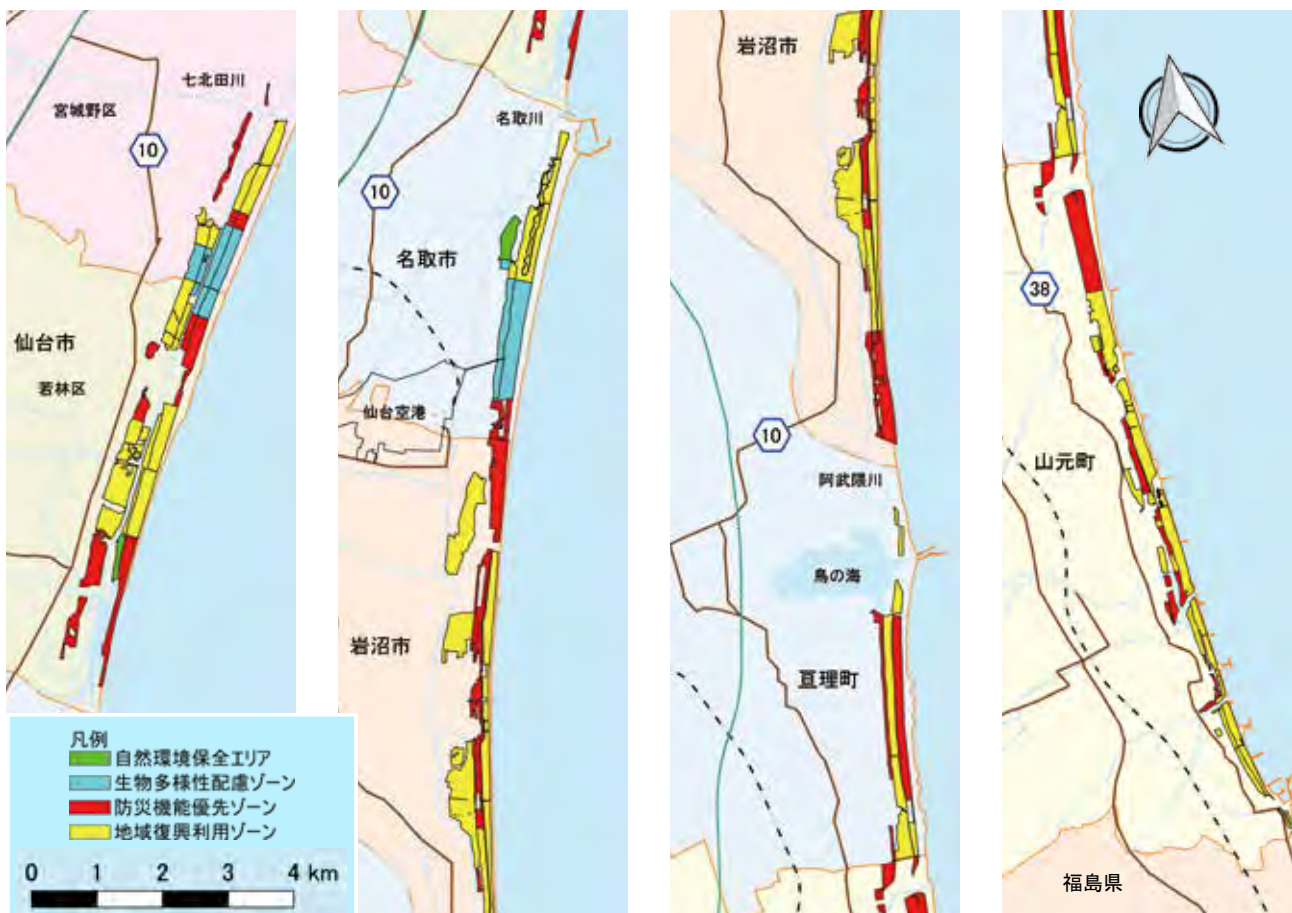 七北田川
宮城野区
10
仙台市
若林区
名取川
10
名取市
仙台空港
岩沼市
岩沼市
10
阿武隈川
鳥の海
亘理町
38
山元町
福島県
凡例
自然環境保全エリア
生物多様性配慮ゾーン
防災機能優先ゾーン
地域復興利用ゾーン
0 1 2 3 4 km